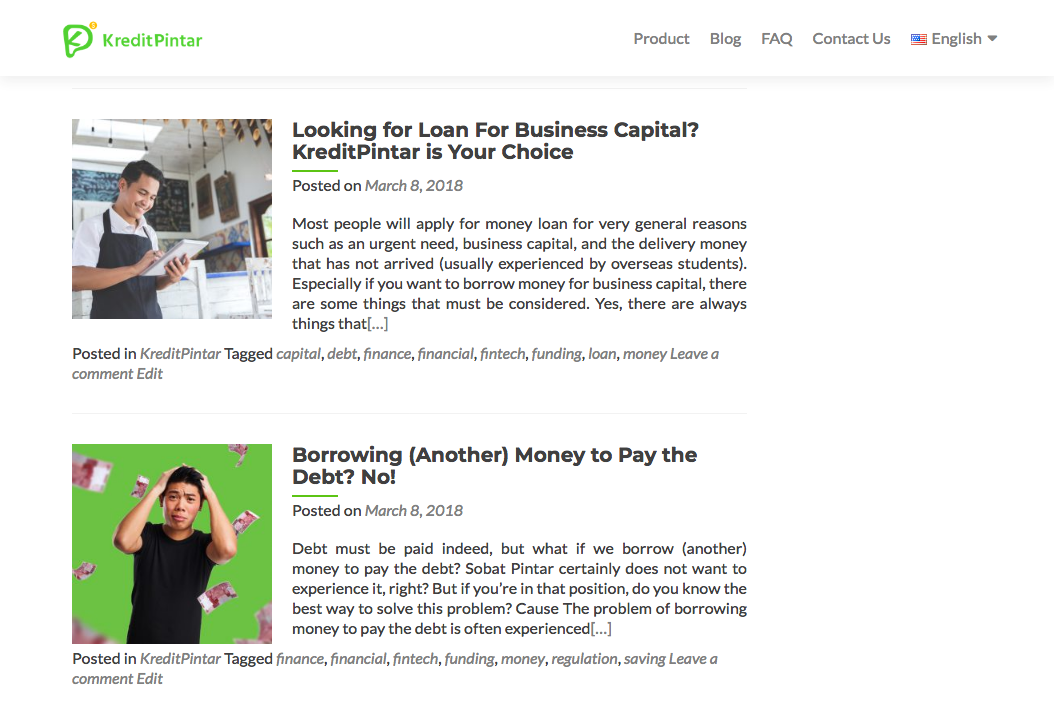 KreditPintar
Product Blog FAQ Contact Us English
Looking for Loan For Business Capital?
KreditPintar is Your Choice
Posted on March 8, 2018
Most people will apply for money loan for very general reasons
such as an urgent need, business capital, and the delivery money
that has not arrived (usually experienced by overseas students).
Especially if you want to borrow money for business capital, there
are some things that must be considered. Yes, there are always
things that[...]
Posted in KreditPintar Tagged capital, debt, finance, financial, fintech, funding, loan, money Leave a
comment Edit
Borrowing (Another) Money to Pay the
Debt? No!
Posted on March 8, 2018
Debt must be paid indeed, but what if we borrow (another)
money to pay the debt? Sobat Pintar certainly does not want to
experience it, right? But if you’re in that position, do you know the
best way to solve this problem? Cause The problem of borrowing
money to pay the debt is often experienced[...]
Posted in KreditPintar Tagged finance, financial, fintech, funding, money, regulation, saving Leave a
comment Edit